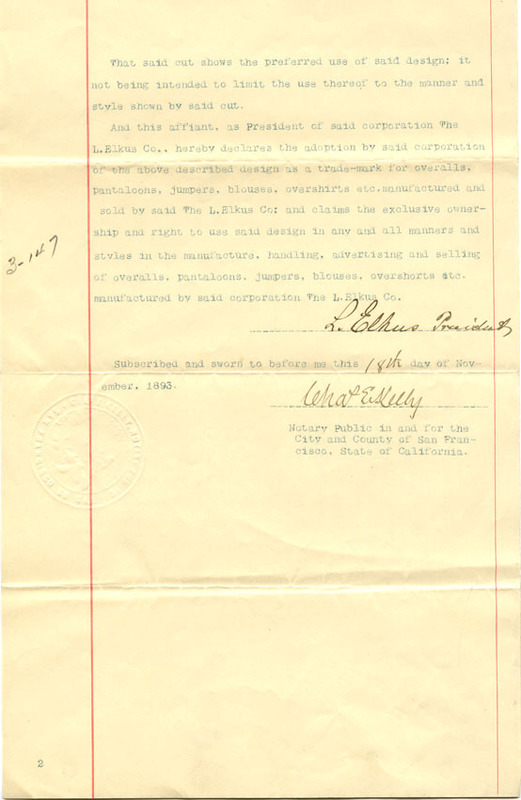 That said cut shows the preferred use of said design; it
not being intended to limit the use thereof to the manner and
style shown by said cut.
And this affiant, as President of said corporation The
L.Elkus Co., hereby declares the adoption by said corporation
of the above described design as a trade-mark for overalls,
pantaloons, jumpers, blouses, overshirts etc.manufactured and
sold by said The L.Elkus Co; and claims the exclusive owner-
ship and right to use said design in any and all manners and
styles in the manufacture, handling, advertising and selling
of overalls, pantaloons, jumpers, blouses, overshorts etc.
manufactured by said corporation The L.Elkus Co.
3-147
L. Elkus President
Subscribed and sworn to before me this 18th day of Nov-
ember, 1893.
Chas E. Kelly
Notary Public in and for the
City and County of San Fran-
cisco, State of California.
2